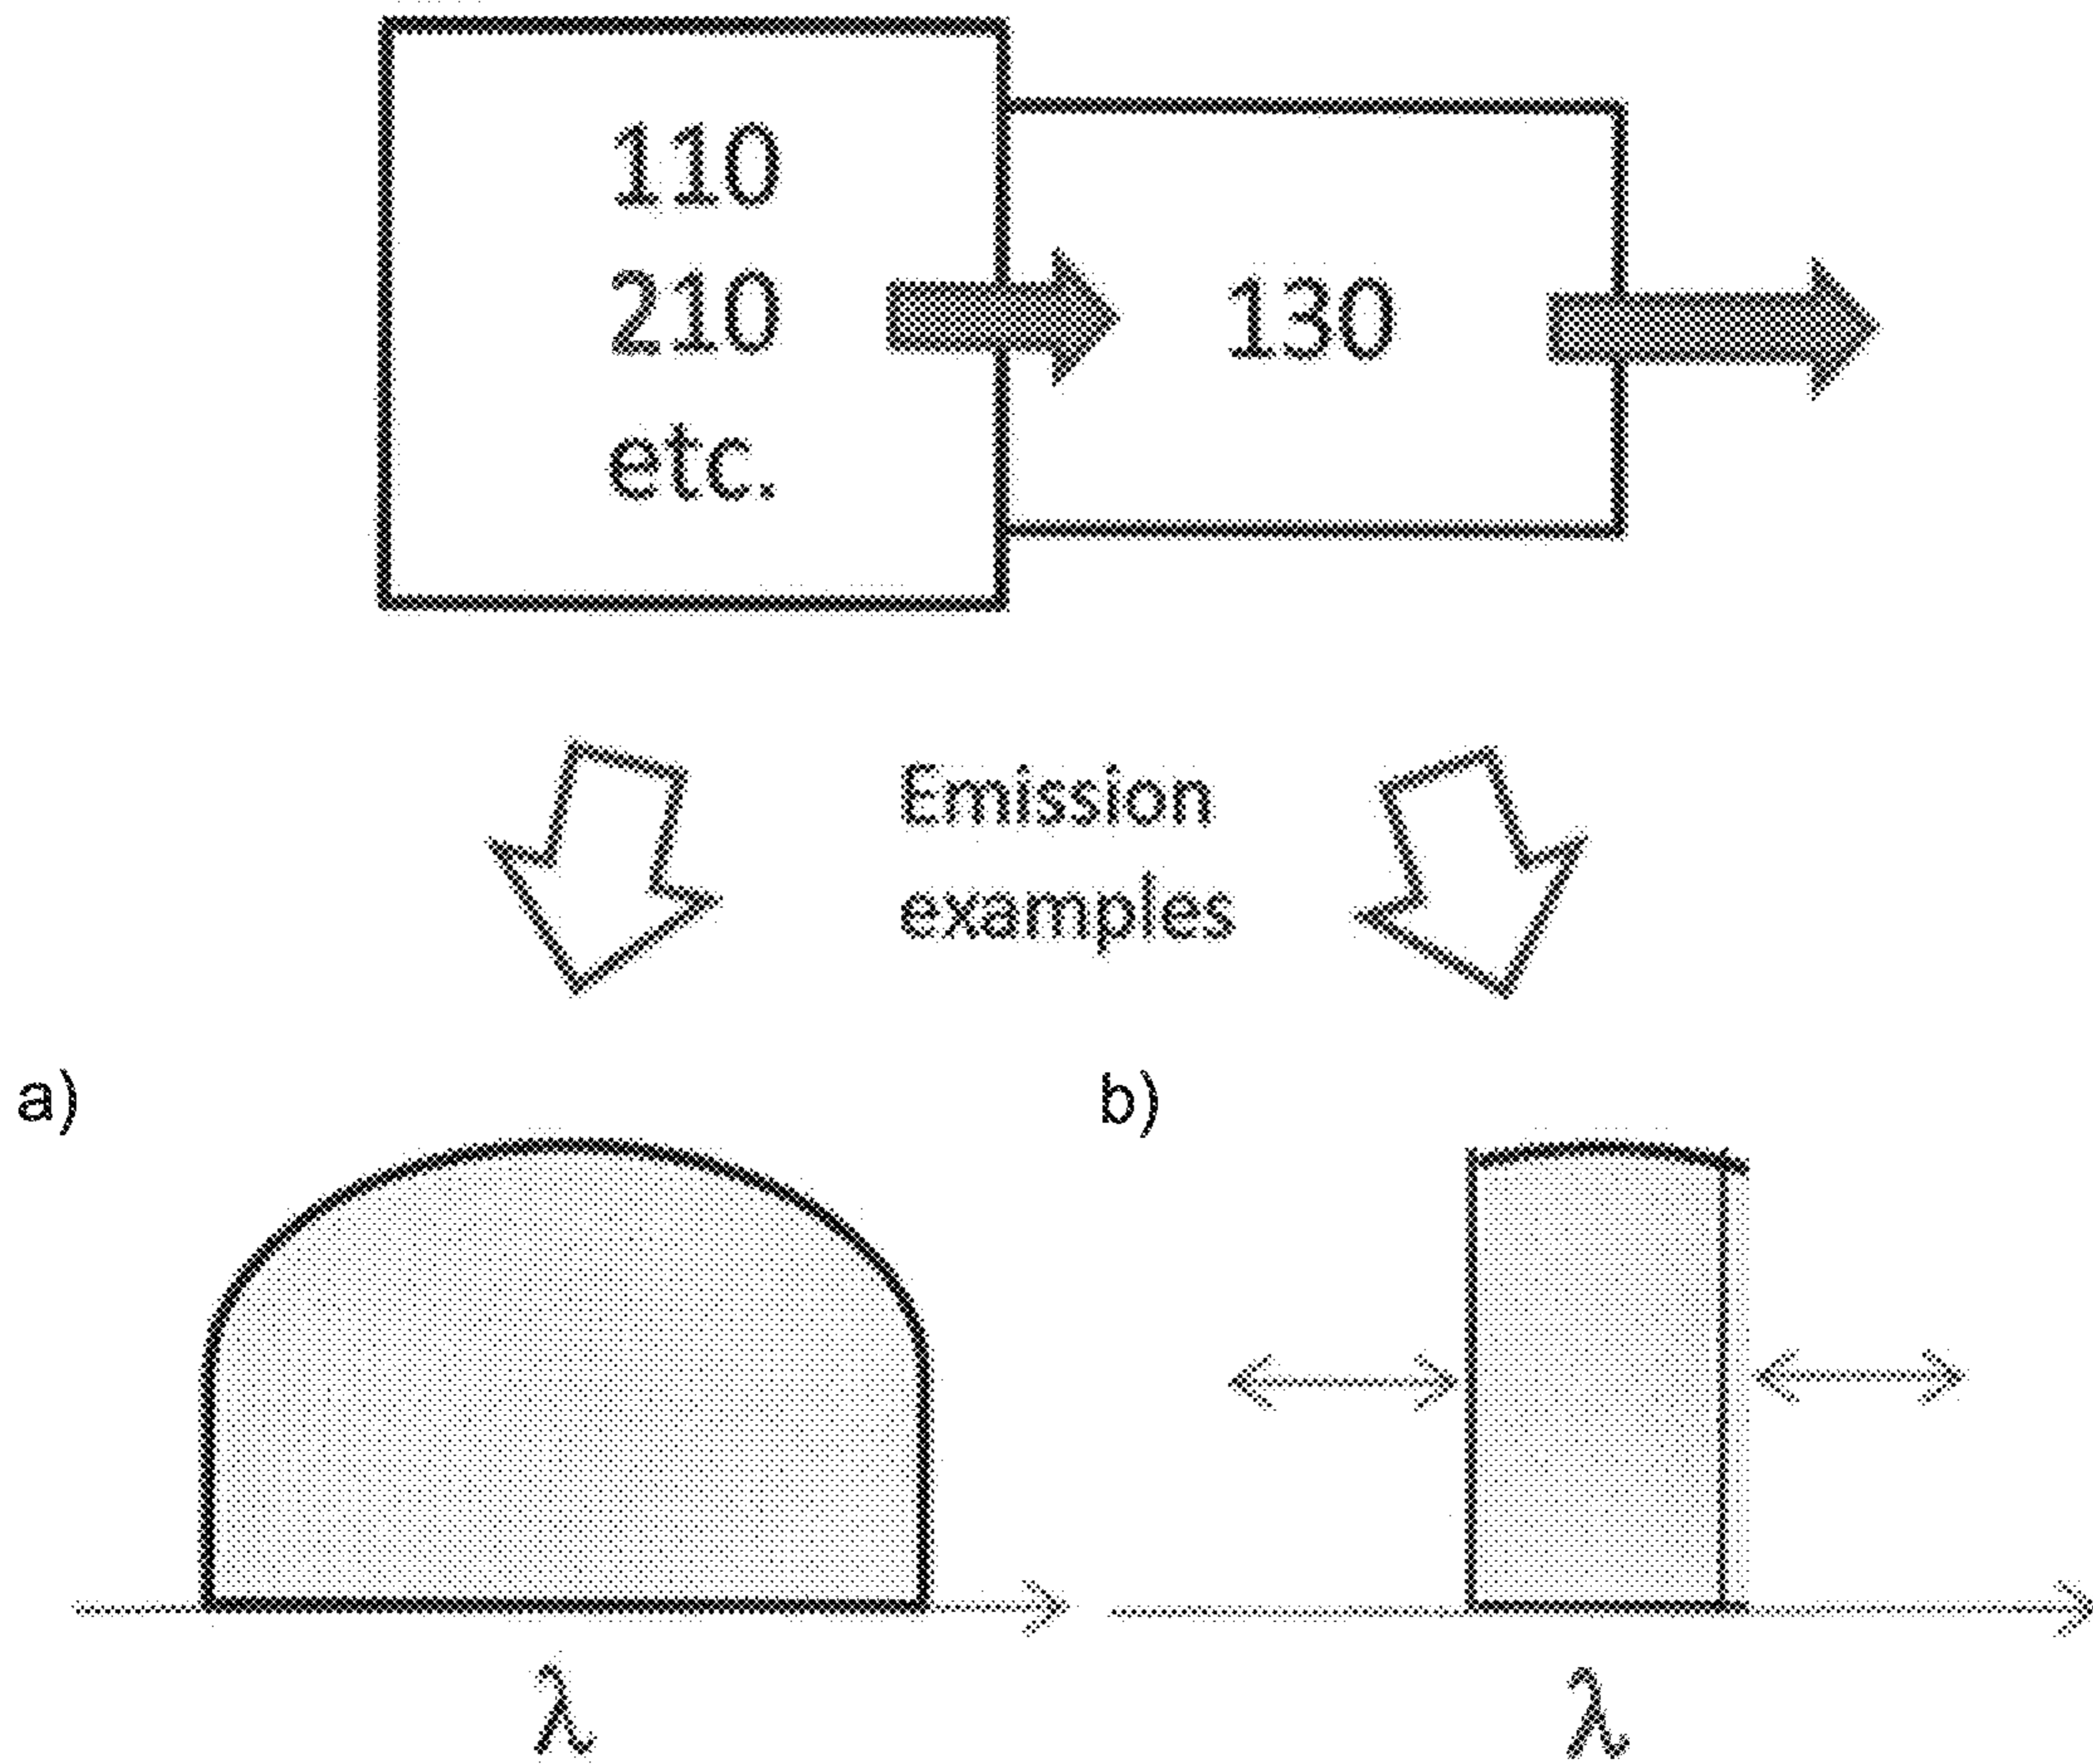 110
210
etc.
130
Emission
examples
a)
b)
λ
λ